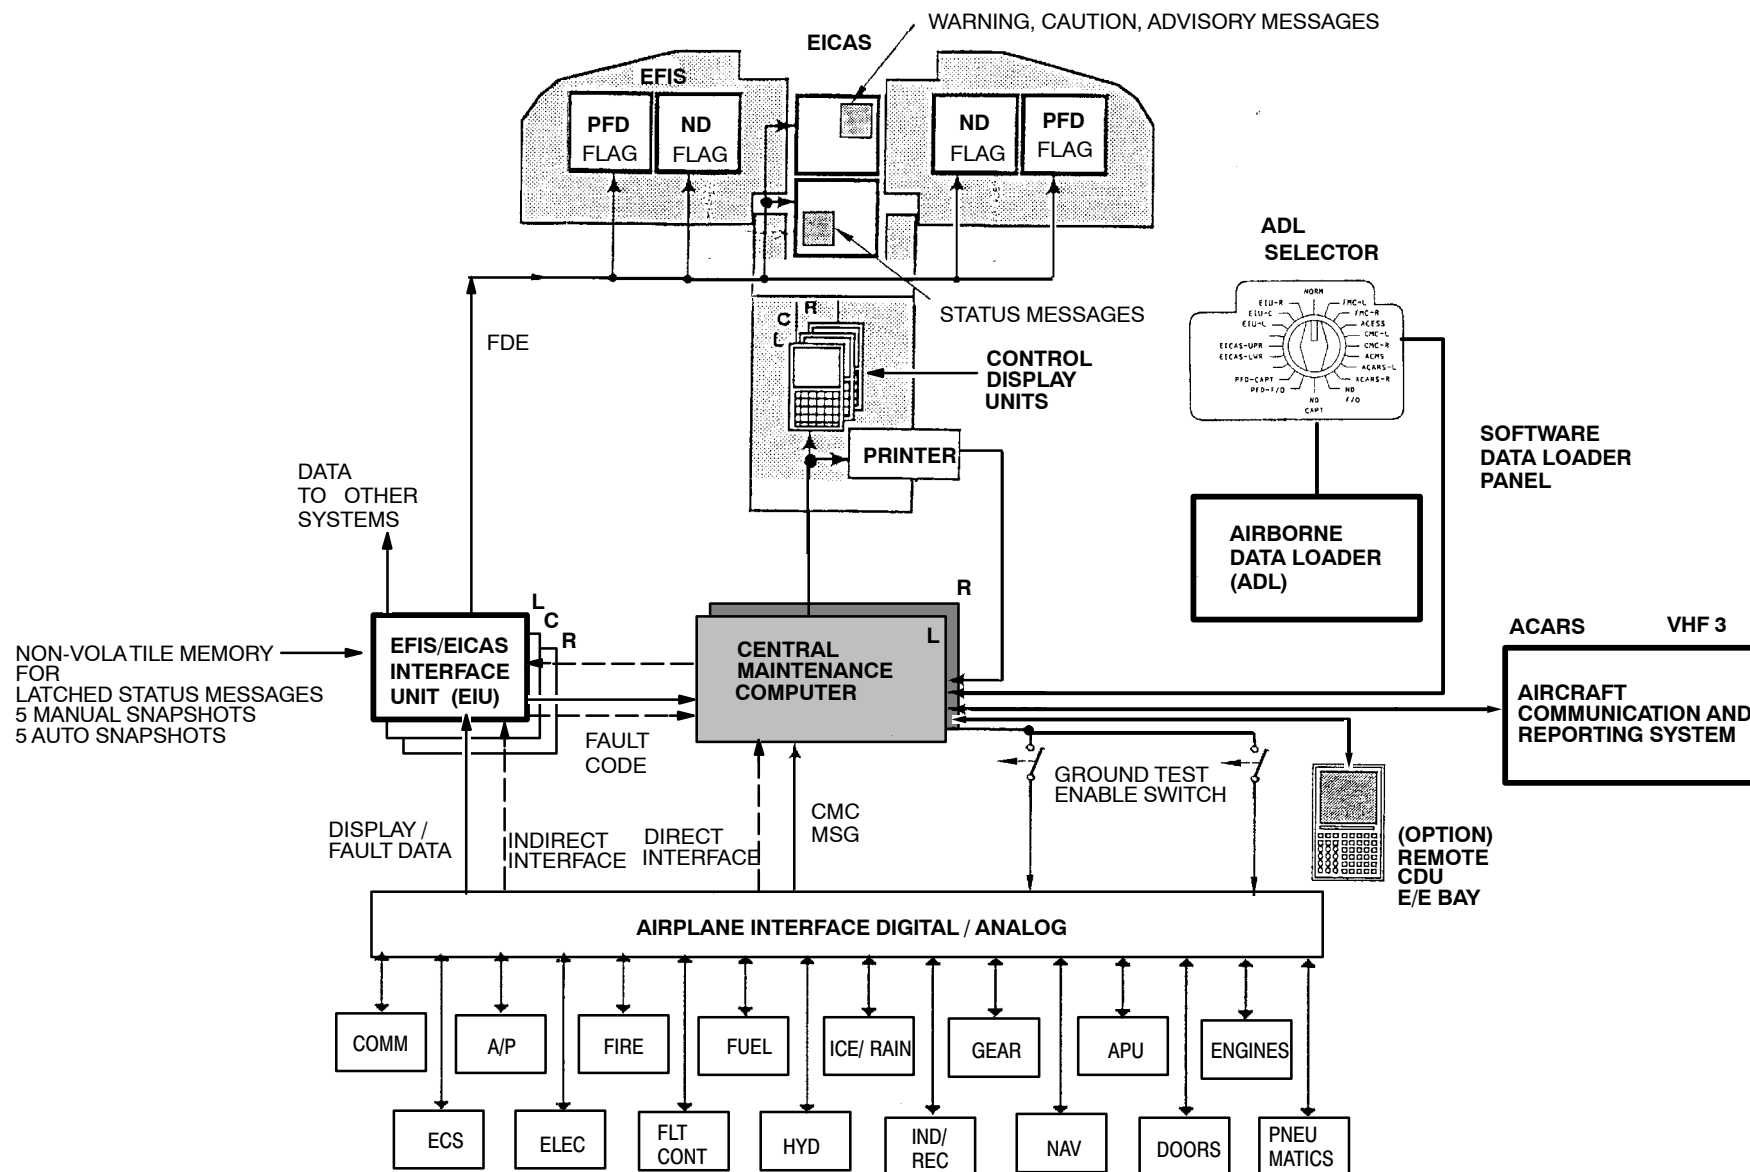 WARNING, CAUTION, ADVISORY MESSAGES
EICAS
EFIS
PFD
FLAG
ND
FLAG
ND
FLAG
PFD
FLAG
STATUS MESSAGES
FDE
C
R
L
CONTROL
DISPLAY
UNITS
PRINTER
ADL
SELECTOR
NORM
EIU-R
EIU-C
EIU-L
EICAS-UPR
EICAS-LWR
PFD-CAPT
PFD-F/O
ND
CAPT
FMC-L
FMC-R
ACESS
CMC-L
CMC-R
ACMS
ACARS-L
ACARS-R
ND
F/O
SOFTWARE
DATA LOADER
PANEL
AIRBORNE
DATA LOADER
(ADL)
DATA
TO OTHER
SYSTEMS
NON-VOLATILE MEMORY
FOR
LATCHED STATUS MESSAGES
5 MANUAL SNAPSHOTS
5 AUTO SNAPSHOTS
L
C
R
EFIS/EICAS
INTERFACE
UNIT (EIU)
R
L
CENTRAL
MAINTENANCE
COMPUTER
ACARS
VHF 3
AIRCRAFT
COMMUNICATION AND
REPORTING SYSTEM
FAULT
CODE
DISPLAY /
FAULT DATA
INDIRECT
INTERFACE
DIRECT
INTERFACE
CMC
MSG
GROUND TEST
ENABLE SWITCH
(OPTION)
REMOTE
CDU
E/E BAY
AIRPLANE INTERFACE DIGITAL / ANALOG
COMM
A/P
FIRE
FUEL
ICE/ RAIN
GEAR
APU
ENGINES
ECS
ELEC
FLT
CONT
HYD
IND/
REC
NAV
DOORS
PNEU
MATICS